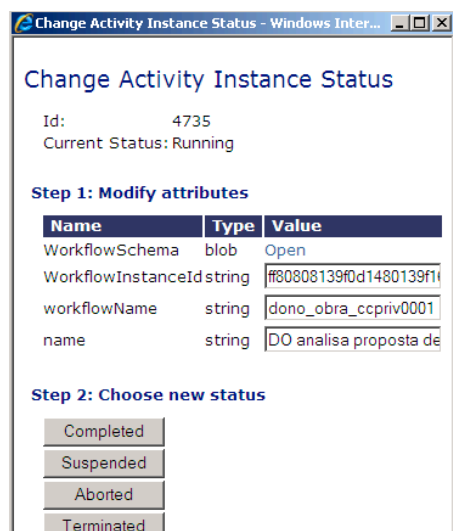 Change Activity Instance Status - Windows Inter...
Change Activity Instance Status
Id: 4735
Current Status: Running
Step 1: Modify attributes
Name Type Value
WorkflowSchema blob Open
WorkflowInstanceId string ff80808139f0d1480139f1
workflowName string dono_obra_ccpriv0001
name string DO analisa proposta de
Step 2: Choose new status
Completed
Suspended
Aborted
Terminated